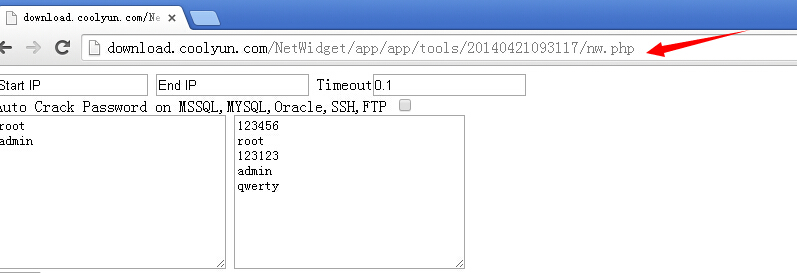 download.coolyun.com/Ne
download.coolyun.com/NetWidget/app/app/tools/20140421093117/nw.php
Start IP End IP Timeout 0.1
Auto Crack Password on MSSQL,MYSQL,Oracle,SSH,FTP
root
admin
123456
root
123123
admin
qwerty